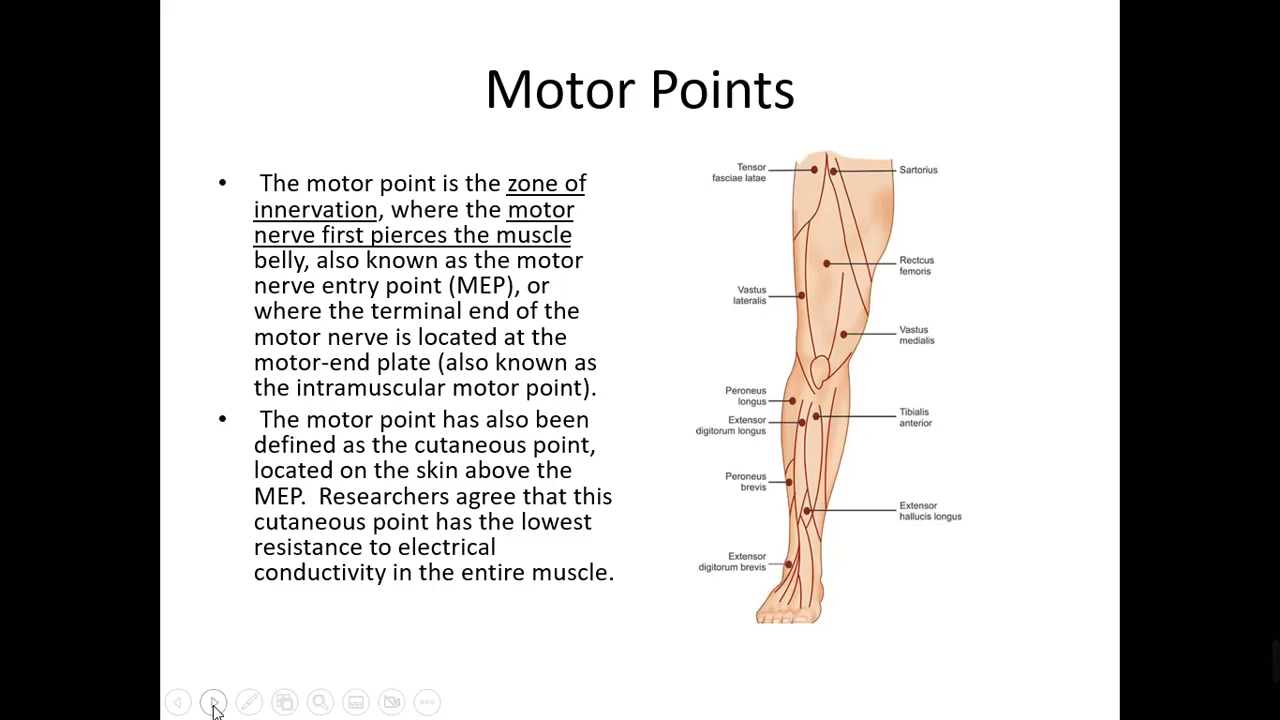 Motor Points
• The motor point is the zone of
innervation, where the motor
nerve first pierces the muscle
belly, also known as the motor
nerve entry point (MEP), or
where the terminal end of the
motor nerve is located at the
motor-end plate (also known as
the intramuscular motor point).
• The motor point has also been
defined as the cutaneous point,
located on the skin above the
MEP. Researchers agree that this
cutaneous point has the lowest
resistance to electrical
conductivity in the entire muscle.
Tensor
fasciae latae
Sartorius
Rectcus
femoris
Vastus
lateralis
Vastus
medialis
Peroneus
longus
Extensor
digitorum longus
Tibialis
anterior
Peroneus
brevis
Extensor
hallucis longus
Extensor
digitorum brevis